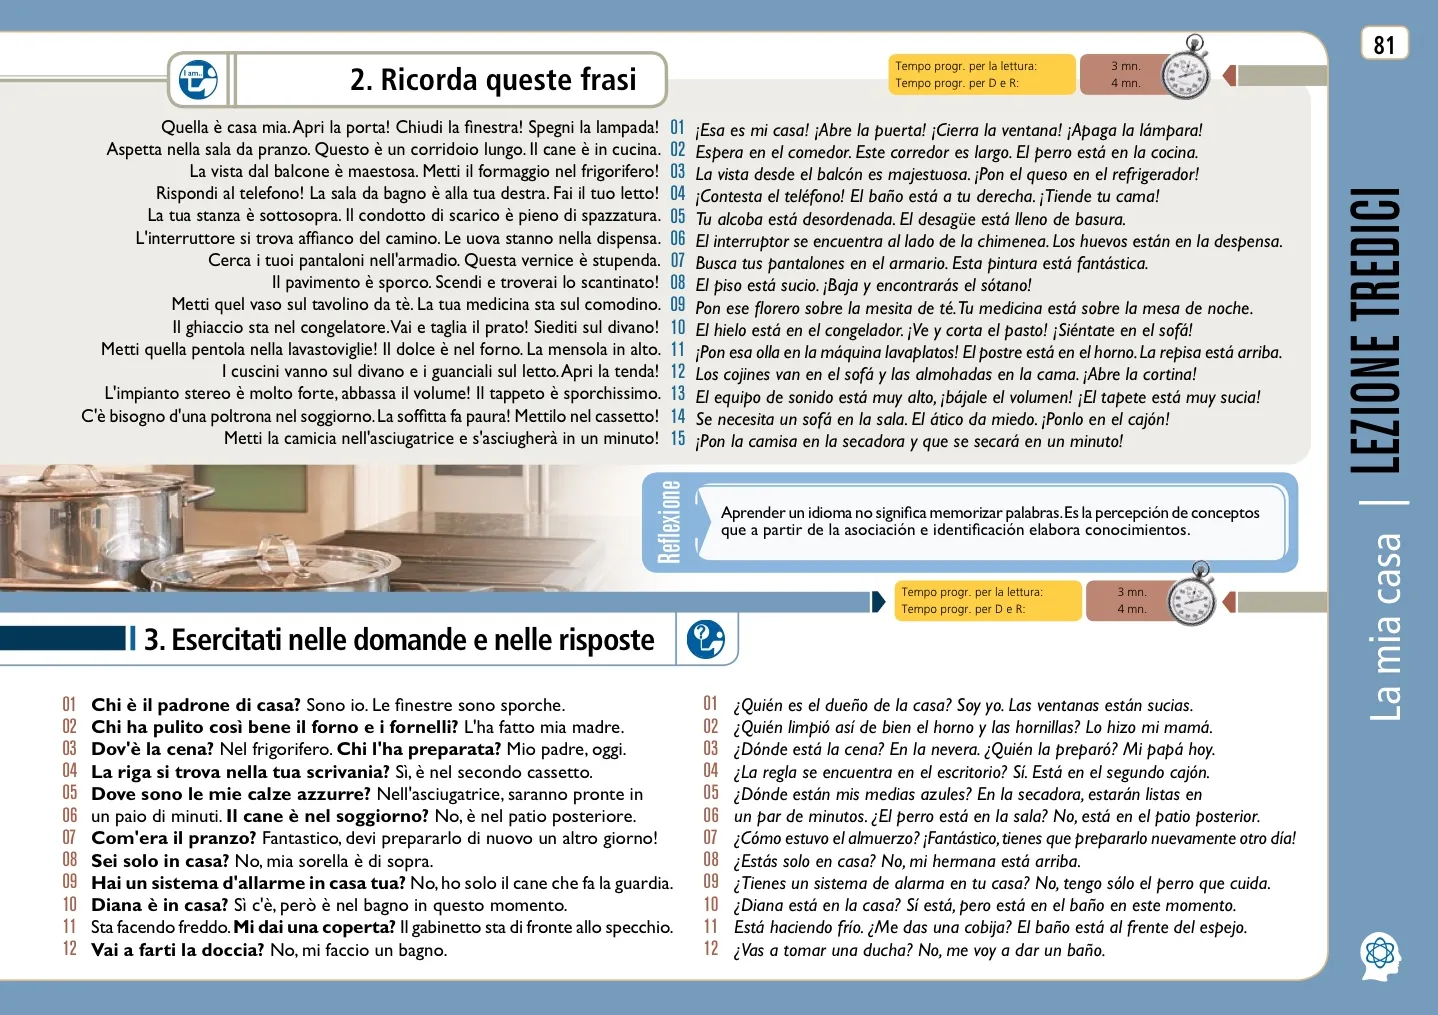 81
I am..
2. Ricorda queste frasi
Tempo progr. per la lettura: 3 mn.
Tempo progr. per D e R: 4 mn.
Quella è casa mia. Apri la porta! Chiudi la finestra! Spegni la lampada! 01 ¡Esa es mi casa! ¡Abre la puerta! ¡Cierra la ventana! ¡Apaga la lámpara!
Aspetta nella sala da pranzo. Questo è un corridoio lungo. Il cane è in cucina. 02 Espera en el comedor. Este corredor es largo. El perro está en la cocina.
La vista dal balcone è maestosa. Metti il formaggio nel frigorifero! 03 La vista desde el balcón es majestuosa. ¡Pon el queso en el refrigerador!
Rispondi al telefono! La sala da bagno è alla tua destra. Fai il tuo letto! 04 ¡Contesta el teléfono! El baño está a tu derecha. ¡Tiende tu cama!
La tua stanza è sottosopra. Il condotto di scarico è pieno di spazzatura. 05 Tu alcoba está desordenada. El desagüe está lleno de basura.
L'interruttore si trova affianco del camino. Le uova stanno nella dispensa. 06 El interruptor se encuentra al lado de la chimenea. Los huevos están en la despensa.
Cerca i tuoi pantaloni nell'armadio. Questa vernice è stupenda. 07 Busca tus pantalones en el armario. Esta pintura está fantástica.
Il pavimento è sporco. Scendi e troverai lo scantinato! 08 El piso está sucio. ¡Baja y encontrarás el sótano!
Metti quel vaso sul tavolino da tè. La tua medicina sta sul comodino. 09 Pon ese florero sobre la mesita de té. Tu medicina está sobre la mesa de noche.
Il ghiaccio sta nel congelatore. Vai e taglia il prato! Siediti sul divano! 10 El hielo está en el congelador. ¡Ve y corta el pasto! ¡Siéntate en el sofá!
Metti quella pentola nella lavastoviglie! Il dolce è nel forno. La mensola in alto. 11 ¡Pon esa olla en la máquina lavaplatos! El postre está en el horno. La repisa está arriba.
I cuscini vanno sul divano e i guanciali sul letto. Apri la tenda! 12 Los cojines van en el sofá y las almohadas en la cama. ¡Abre la cortina!
L'impianto stereo è molto forte, abbassa il volume! Il tappeto è sporchissimo. 13 El equipo de sonido está muy alto, ¡bájale el volumen! ¡El tapete está muy sucia!
C'è bisogno d'una poltrona nel soggiorno. La soffitta fa paura! Mettilo nel cassetto! 14 Se necesita un sofá en la sala. El ático da miedo. ¡Ponlo en el cajón!
Metti la camicia nell'asciugatrice e s'asciugherà in un minuto! 15 ¡Pon la camisa en la secadora y que se secará en un minuto!
Reflexione
Aprender un idioma no significa memorizar palabras. Es la percepción de conceptos
que a partir de la asociación e identificación elabora conocimientos.
Tempo progr. per la lettura: 3 mn.
Tempo progr. per D e R: 4 mn.
3. Esercitati nelle domande e nelle risposte
?
01 Chi è il padrone di casa? Sono io. Le finestre sono sporche.
02 Chi ha pulito così bene il forno e i fornelli? L'ha fatto mia madre.
03 Dov'è la cena? Nel frigorifero. Chi l'ha preparata? Mio padre, oggi.
04 La riga si trova nella tua scrivania? Sì, è nel secondo cassetto.
05 Dove sono le mie calze azzurre? Nell'asciugatrice, saranno pronte in
06 un paio di minuti. Il cane è nel soggiorno? No, è nel patio posteriore.
07 Com'era il pranzo? Fantastico, devi prepararlo di nuovo un altro giorno!
08 Sei solo in casa? No, mia sorella è di sopra.
09 Hai un sistema d'allarme in casa tua? No, ho solo il cane che fa la guardia.
10 Diana è in casa? Sì c'è, però è nel bagno in questo momento.
11 Sta facendo freddo. Mi dai una coperta? Il gabinetto sta di fronte allo specchio.
12 Vai a farti la doccia? No, mi faccio un bagno.
01 ¿Quién es el dueño de la casa? Soy yo. Las ventanas están sucias.
02 ¿Quién limpió así de bien el horno y las hornillas? Lo hizo mi mamá.
03 ¿Dónde está la cena? En la nevera. ¿Quién la preparó? Mi papá hoy.
04 ¿La regla se encuentra en el escritorio? Sí. Está en el segundo cajón.
05 ¿Dónde están mis medias azules? En la secadora, estarán listas en
06 un par de minutos. ¿El perro está en la sala? No, está en el patio posterior.
07 ¿Cómo estuvo el almuerzo? ¡Fantástico, tienes que prepararlo nuevamente otro día!
08 ¿Estás solo en casa? No, mi hermana está arriba.
09 ¿Tienes un sistema de alarma en tu casa? No, tengo sólo el perro que cuida.
10 ¿Diana está en la casa? Sí está, pero está en el baño en este momento.
11 Está haciendo frío. ¿Me das una cobija? El baño está al frente del espejo.
12 ¿Vas a tomar una ducha? No, me voy a dar un baño.
La mia casa | LEZIONE TREDICI